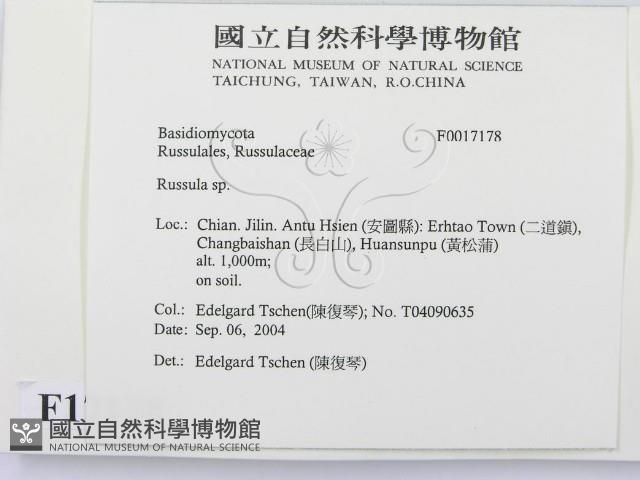 國立自然科學博物館
NATIONAL MUSEUM OF NATURAL SCIENCE
TAICHUNG, TAIWAN, R.O.CHINA
Basidiomycota F0017178
Russulales, Russulaceae
Russula sp.
Loc.: Chian. Jilin. Antu Hsien (安圖縣): Erhtao Town (二道鎮),
Changbaishan (長白山), Huansunpu (黃松蒲)
alt. 1,000m;
on soil.
Col.: Edelgard Tschen(陳復琴); No. T04090635
Date: Sep. 06, 2004
Det.: Edelgard Tschen (陳復琴)
F1
國立自然科學博物館
NATIONAL MUSEUM OF NATURAL SCIENCE